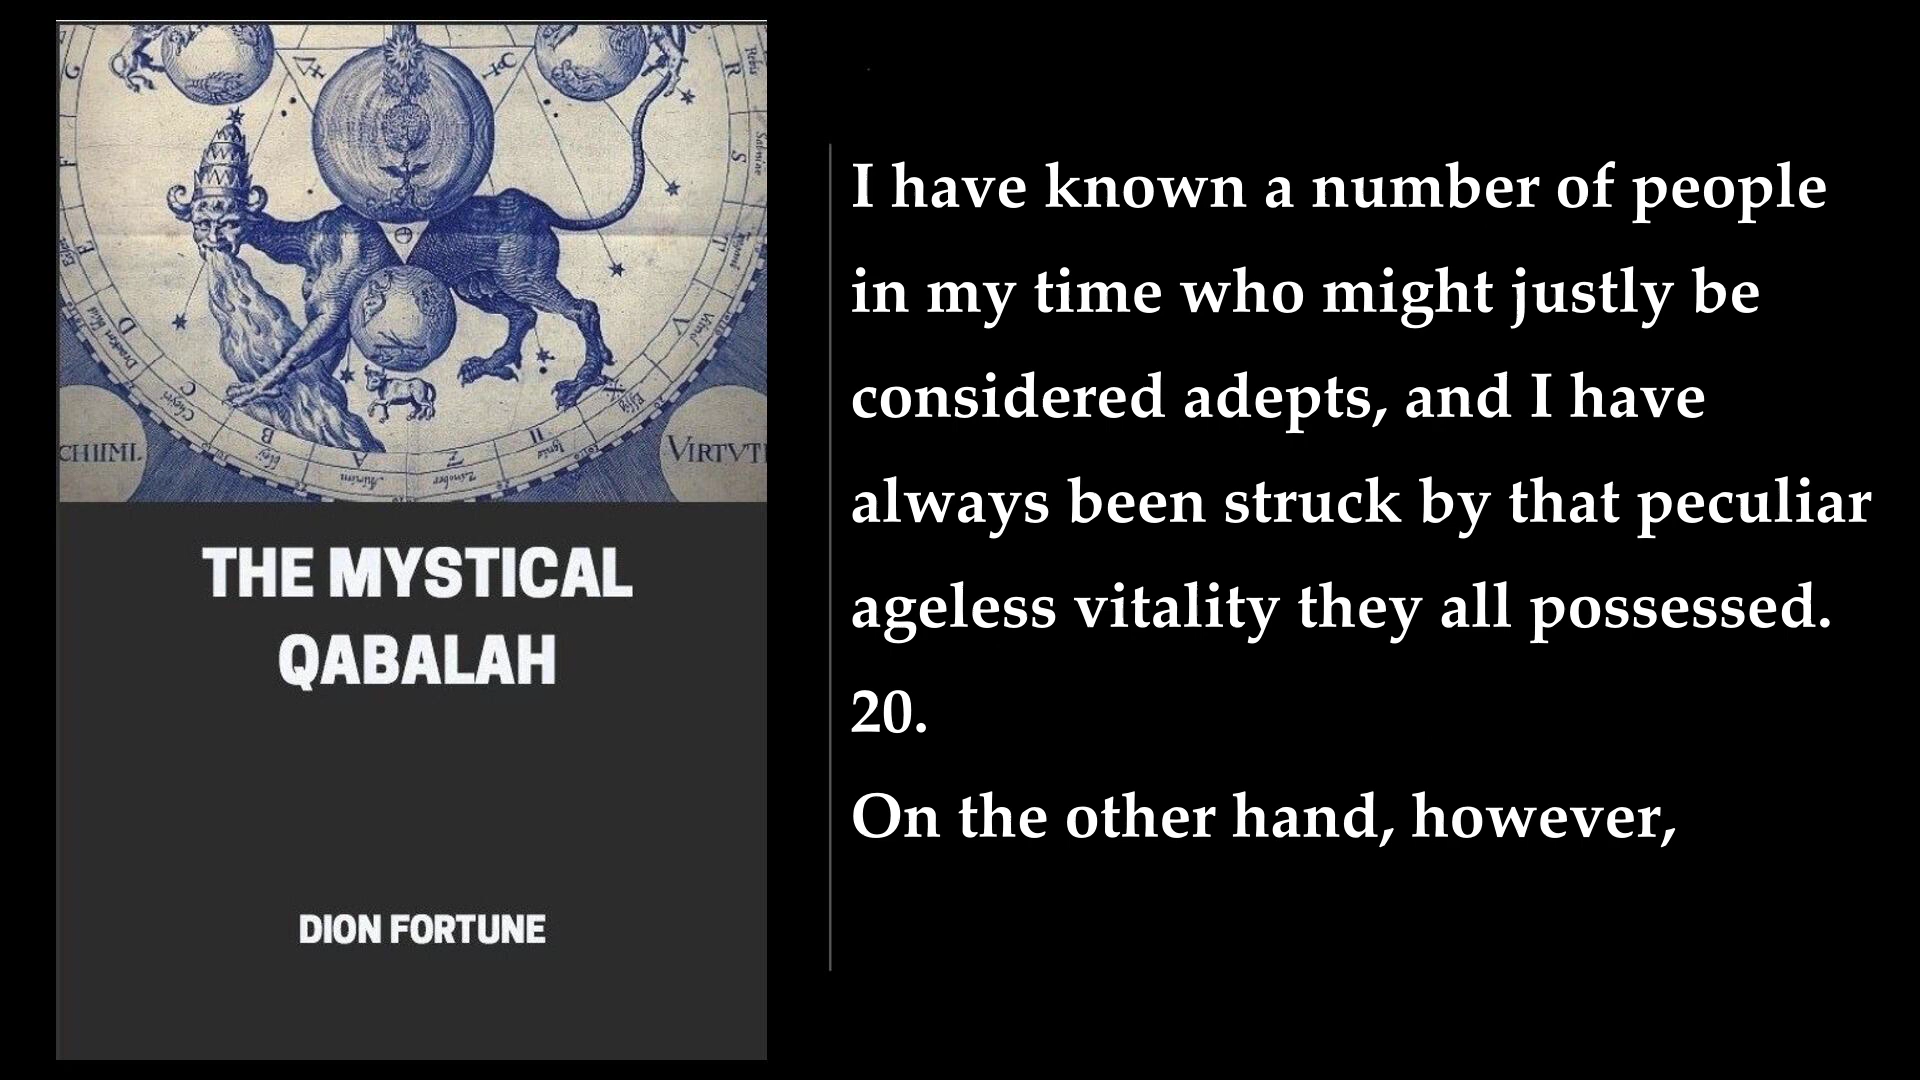 THE MYSTICAL
QABALAH
DION FORTUNE
CHIIMI.
VIRTVTI
I have known a number of people
in my time who might justly be
considered adepts, and I have
always been struck by that peculiar
ageless vitality they all possessed.
20.
On the other hand, however,